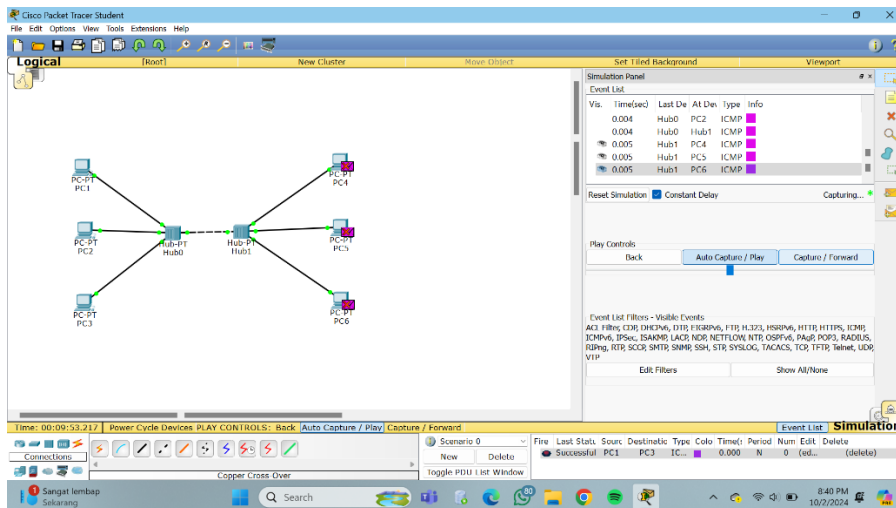 Cisco Packet Tracer Student
File Edit Options View Tools Extensions Help
Logical [Root] New Cluster Move Object Set Tiled Background Viewport
Simulation Panel
Event List
Vis. Time(sec) Last De At Dev Type Info
0.004 Hub0 PC2 ICMP
0.004 Hub0 Hub1 ICMP
0.005 Hub1 PC4 ICMP
0.005 Hub1 PC5 ICMP
0.005 Hub1 PC6 ICMP
Reset Simulation Constant Delay Capturing...
Play Controls
Back Auto Capture / Play Capture / Forward
Event List Filters - Visible Events
ACL Filter, CDP, DHCPv6, DTP, EIGRPv6, FTP, H.323, HSRPv6, HTTP, HTTPS, ICMP,
ICMPv6, IPSec, ISAKMP, LACP, NDP, NETFLOW, NTP, OSPFv6, PAgP, POP3, RADIUS,
RIPng, RTP, SCCP, SMTP, SNMP, SSH, STP, SYSLOG, TACACS, TCP, TFTP, Telnet, UDP,
VTP
Edit Filters Show All/None
PC-PT
PC1
PC-PT
PC2
PC-PT
PC3
Hub-PT
Hub0
Hub-PT
Hub1
PC-PT
PC4
PC-PT
PC5
PC-PT
PC6
Time: 00:09:53.217 Power Cycle Devices PLAY CONTROLS: Back Auto Capture / Play Capture / Forward Event List Simulation
Connections
Copper Cross-Over
Scenario 0
New Delete
Toggle PDU List Window
Fire Last Statu Sourc Destinatic Type Colo Time(s Period Num Edit Delete
Successful PC1 PC3 IC... 0.000 N 0 (ed... (delete)
Sangat lembap
Sekarang
Search
80
8:40 PM
10/2/2024